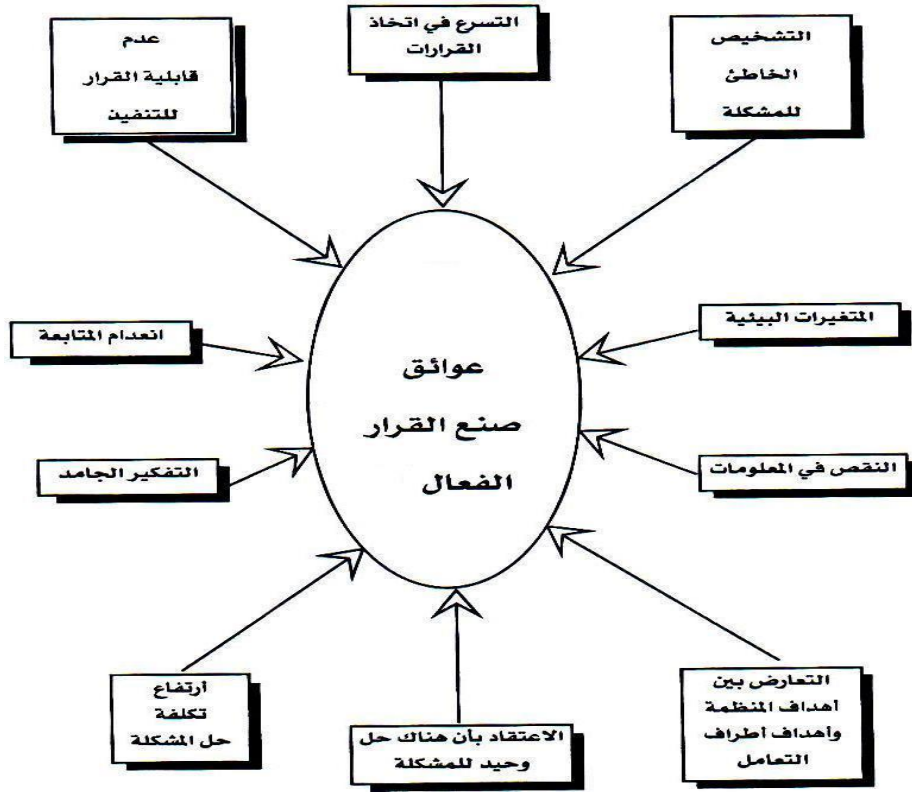 التسرع في اتخاذ
القرارات
التشخيص
الخاطئ
للمشكلة
المتغيرات البيئية
النقص في المعلومات
التعارض بين
أهداف المنظمة
وأهداف أطراف
التعامل
الاعتقاد بأن هناك حل
وحيد للمشكلة
أرتفاع
تكلفة
حل المشكلة
التفكير الجامد
انعدام المتابعة
عدم
قابلية القرار
للتنفيذ
عوائق
صنع القرار
الفعال